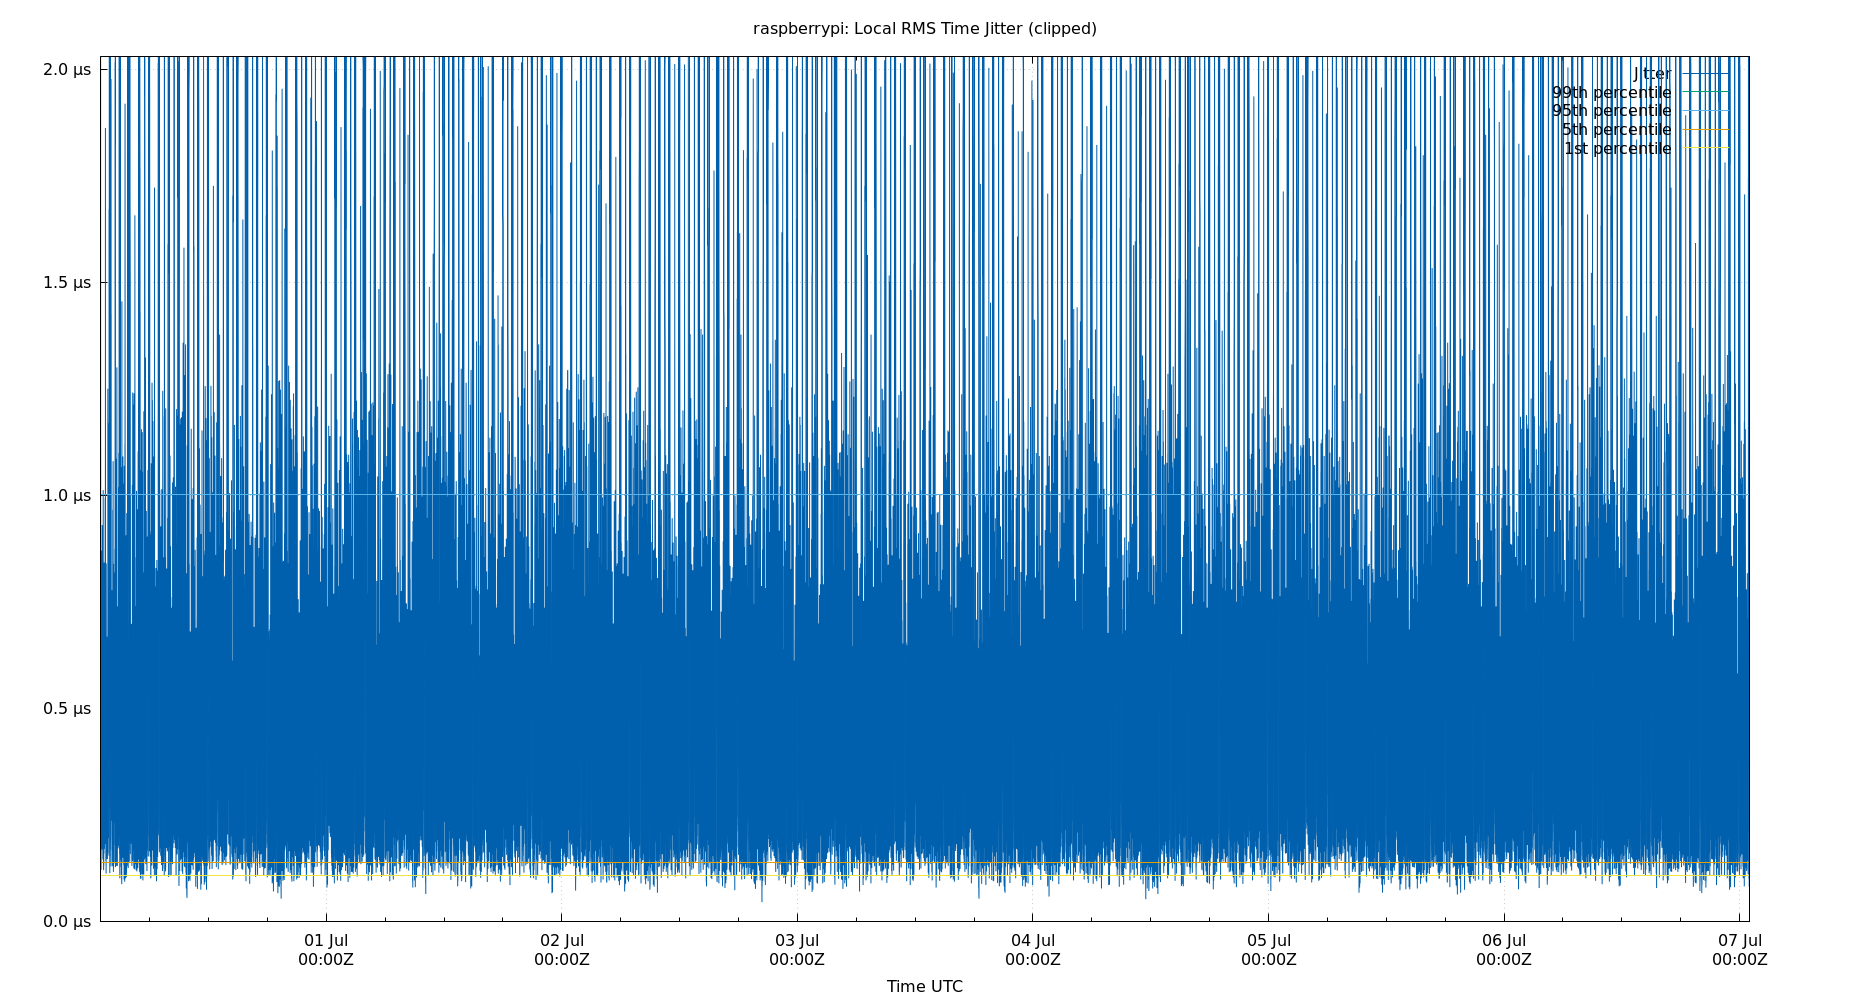 raspberrypi: Local RMS Time Jitter (clipped)
2.0 µs
1.5 µs
1.0 µs
0.5 µs
0.0 µs
Jitter
99th percentile
95th percentile
5th percentile
1st percentile
01 Jul 02 Jul 03 Jul 04 Jul 05 Jul 06 Jul 07 Jul
00:00Z 00:00Z 00:00Z 00:00Z 00:00Z 00:00Z 00:00Z
Time UTC